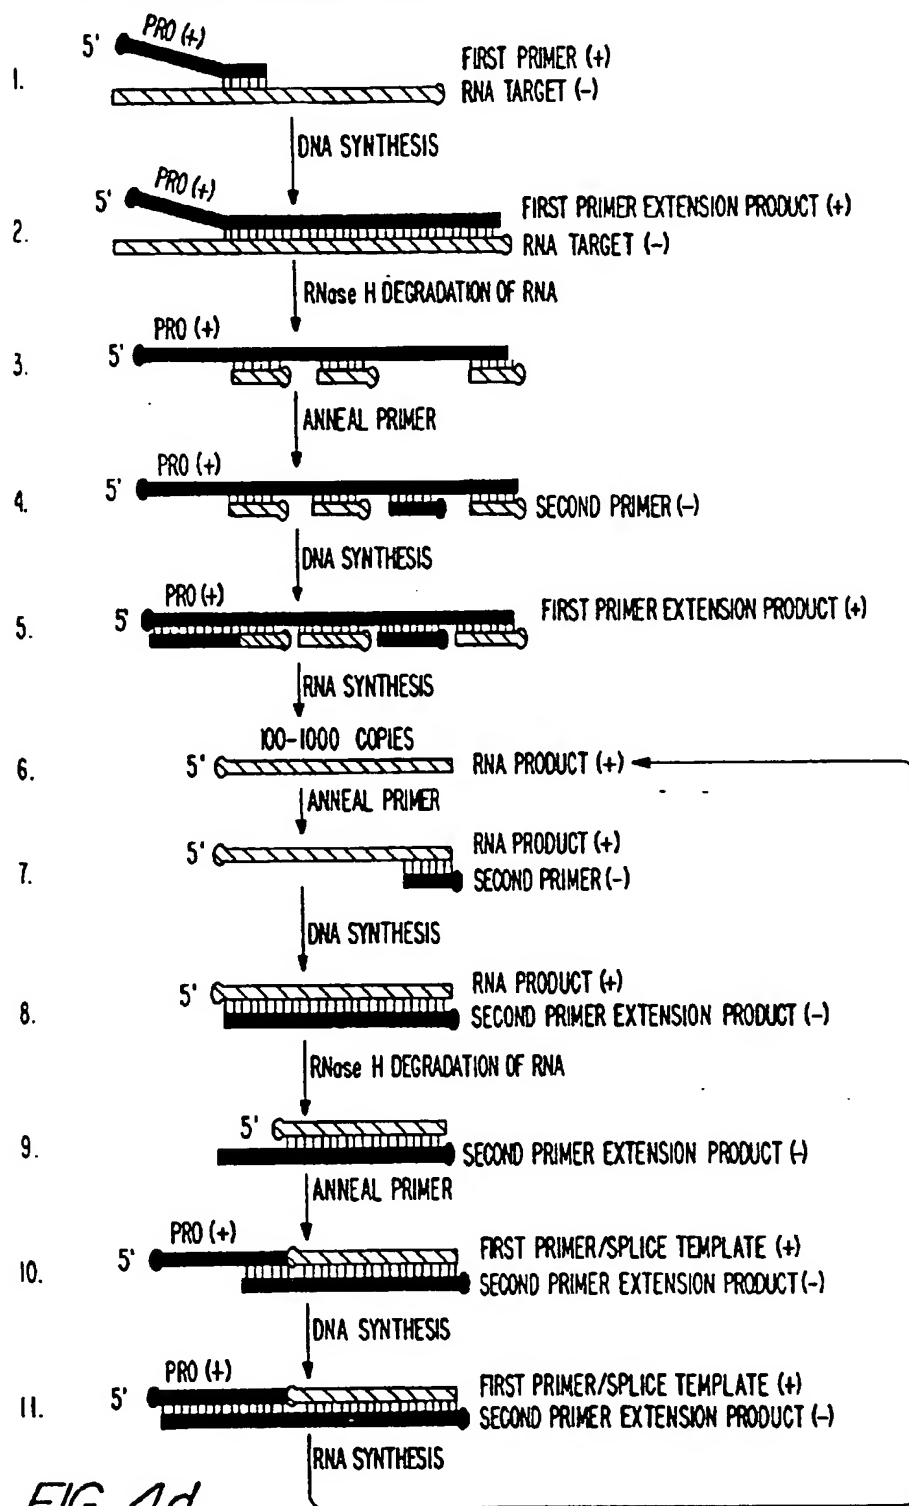 5' PRO (+)
1. FIRST PRIMER (+)
RNA TARGET (-)
DNA SYNTHESIS
5' PRO (+)
2. FIRST PRIMER EXTENSION PRODUCT (+)
RNA TARGET (-)
RNase H DEGRADATION OF RNA
PRO (+)
5'
3.
ANNEAL PRIMER
PRO (+)
5'
4. SECOND PRIMER (-)
DNA SYNTHESIS
PRO (+)
5' FIRST PRIMER EXTENSION PRODUCT (+)
5.
RNA SYNTHESIS
100-1000 COPIES
6. 5' RNA PRODUCT (+)
ANNEAL PRIMER
5' RNA PRODUCT (+)
7. SECOND PRIMER (-)
DNA SYNTHESIS
5' RNA PRODUCT (+)
8. SECOND PRIMER EXTENSION PRODUCT (-)
RNase H DEGRADATION OF RNA
5'
9. SECOND PRIMER EXTENSION PRODUCT (-)
ANNEAL PRIMER
PRO (+)
5' FIRST PRIMER/SPLICE TEMPLATE (+)
10. SECOND PRIMER EXTENSION PRODUCT (-)
DNA SYNTHESIS
PRO (+)
5' FIRST PRIMER/SPLICE TEMPLATE (+)
11. SECOND PRIMER EXTENSION PRODUCT (-)
RNA SYNTHESIS
FIG. 4d